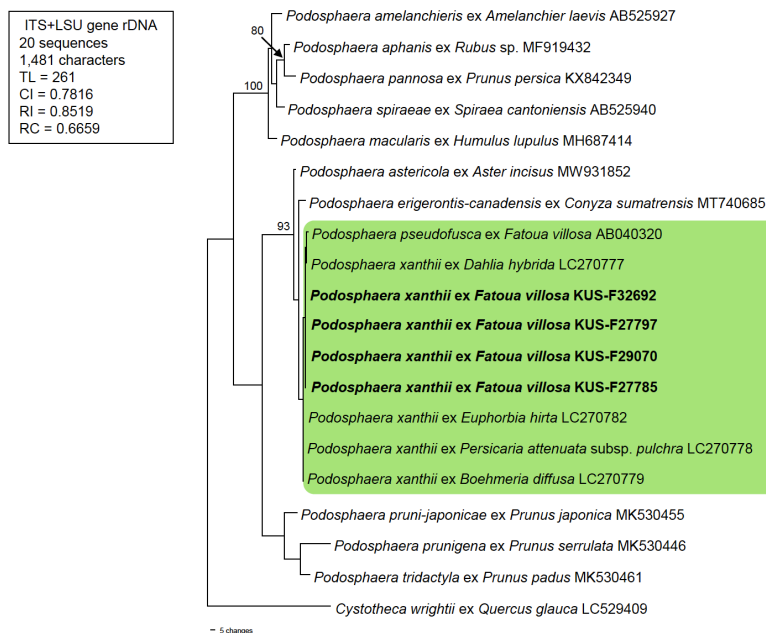 ITS+LSU gene rDNA
20 sequences
1,481 characters
TL = 261
CI = 0.7816
RI = 0.8519
RC = 0.6659
Podosphaera amelanchieris ex Amelanchier laevis AB525927
80
Podosphaera aphanis ex Rubus sp. MF919432
Podosphaera pannosa ex Prunus persica KX842349
100
Podosphaera spiraeae ex Spiraea cantoniensis AB525940
Podosphaera macularis ex Humulus lupulus MH687414
Podosphaera astericola ex Aster incisus MW931852
Podosphaera erigerontis-canadensis ex Conyza sumatrensis MT740685
93
Podosphaera pseudofusca ex Fatoua villosa AB040320
Podosphaera xanthii ex Dahlia hybrida LC270777
Podosphaera xanthii ex Fatoua villosa KUS-F32692
Podosphaera xanthii ex Fatoua villosa KUS-F27797
Podosphaera xanthii ex Fatoua villosa KUS-F29070
Podosphaera xanthii ex Fatoua villosa KUS-F27785
Podosphaera xanthii ex Euphorbia hirta LC270782
Podosphaera xanthii ex Persicaria attenuata subsp. pulchra LC270778
Podosphaera xanthii ex Boehmeria diffusa LC270779
Podosphaera pruni-japonicae ex Prunus japonica MK530455
Podosphaera prunigena ex Prunus serrulata MK530446
Podosphaera tridactyla ex Prunus padus MK530461
Cystotheca wrightii ex Quercus glauca LC529409
5 changes